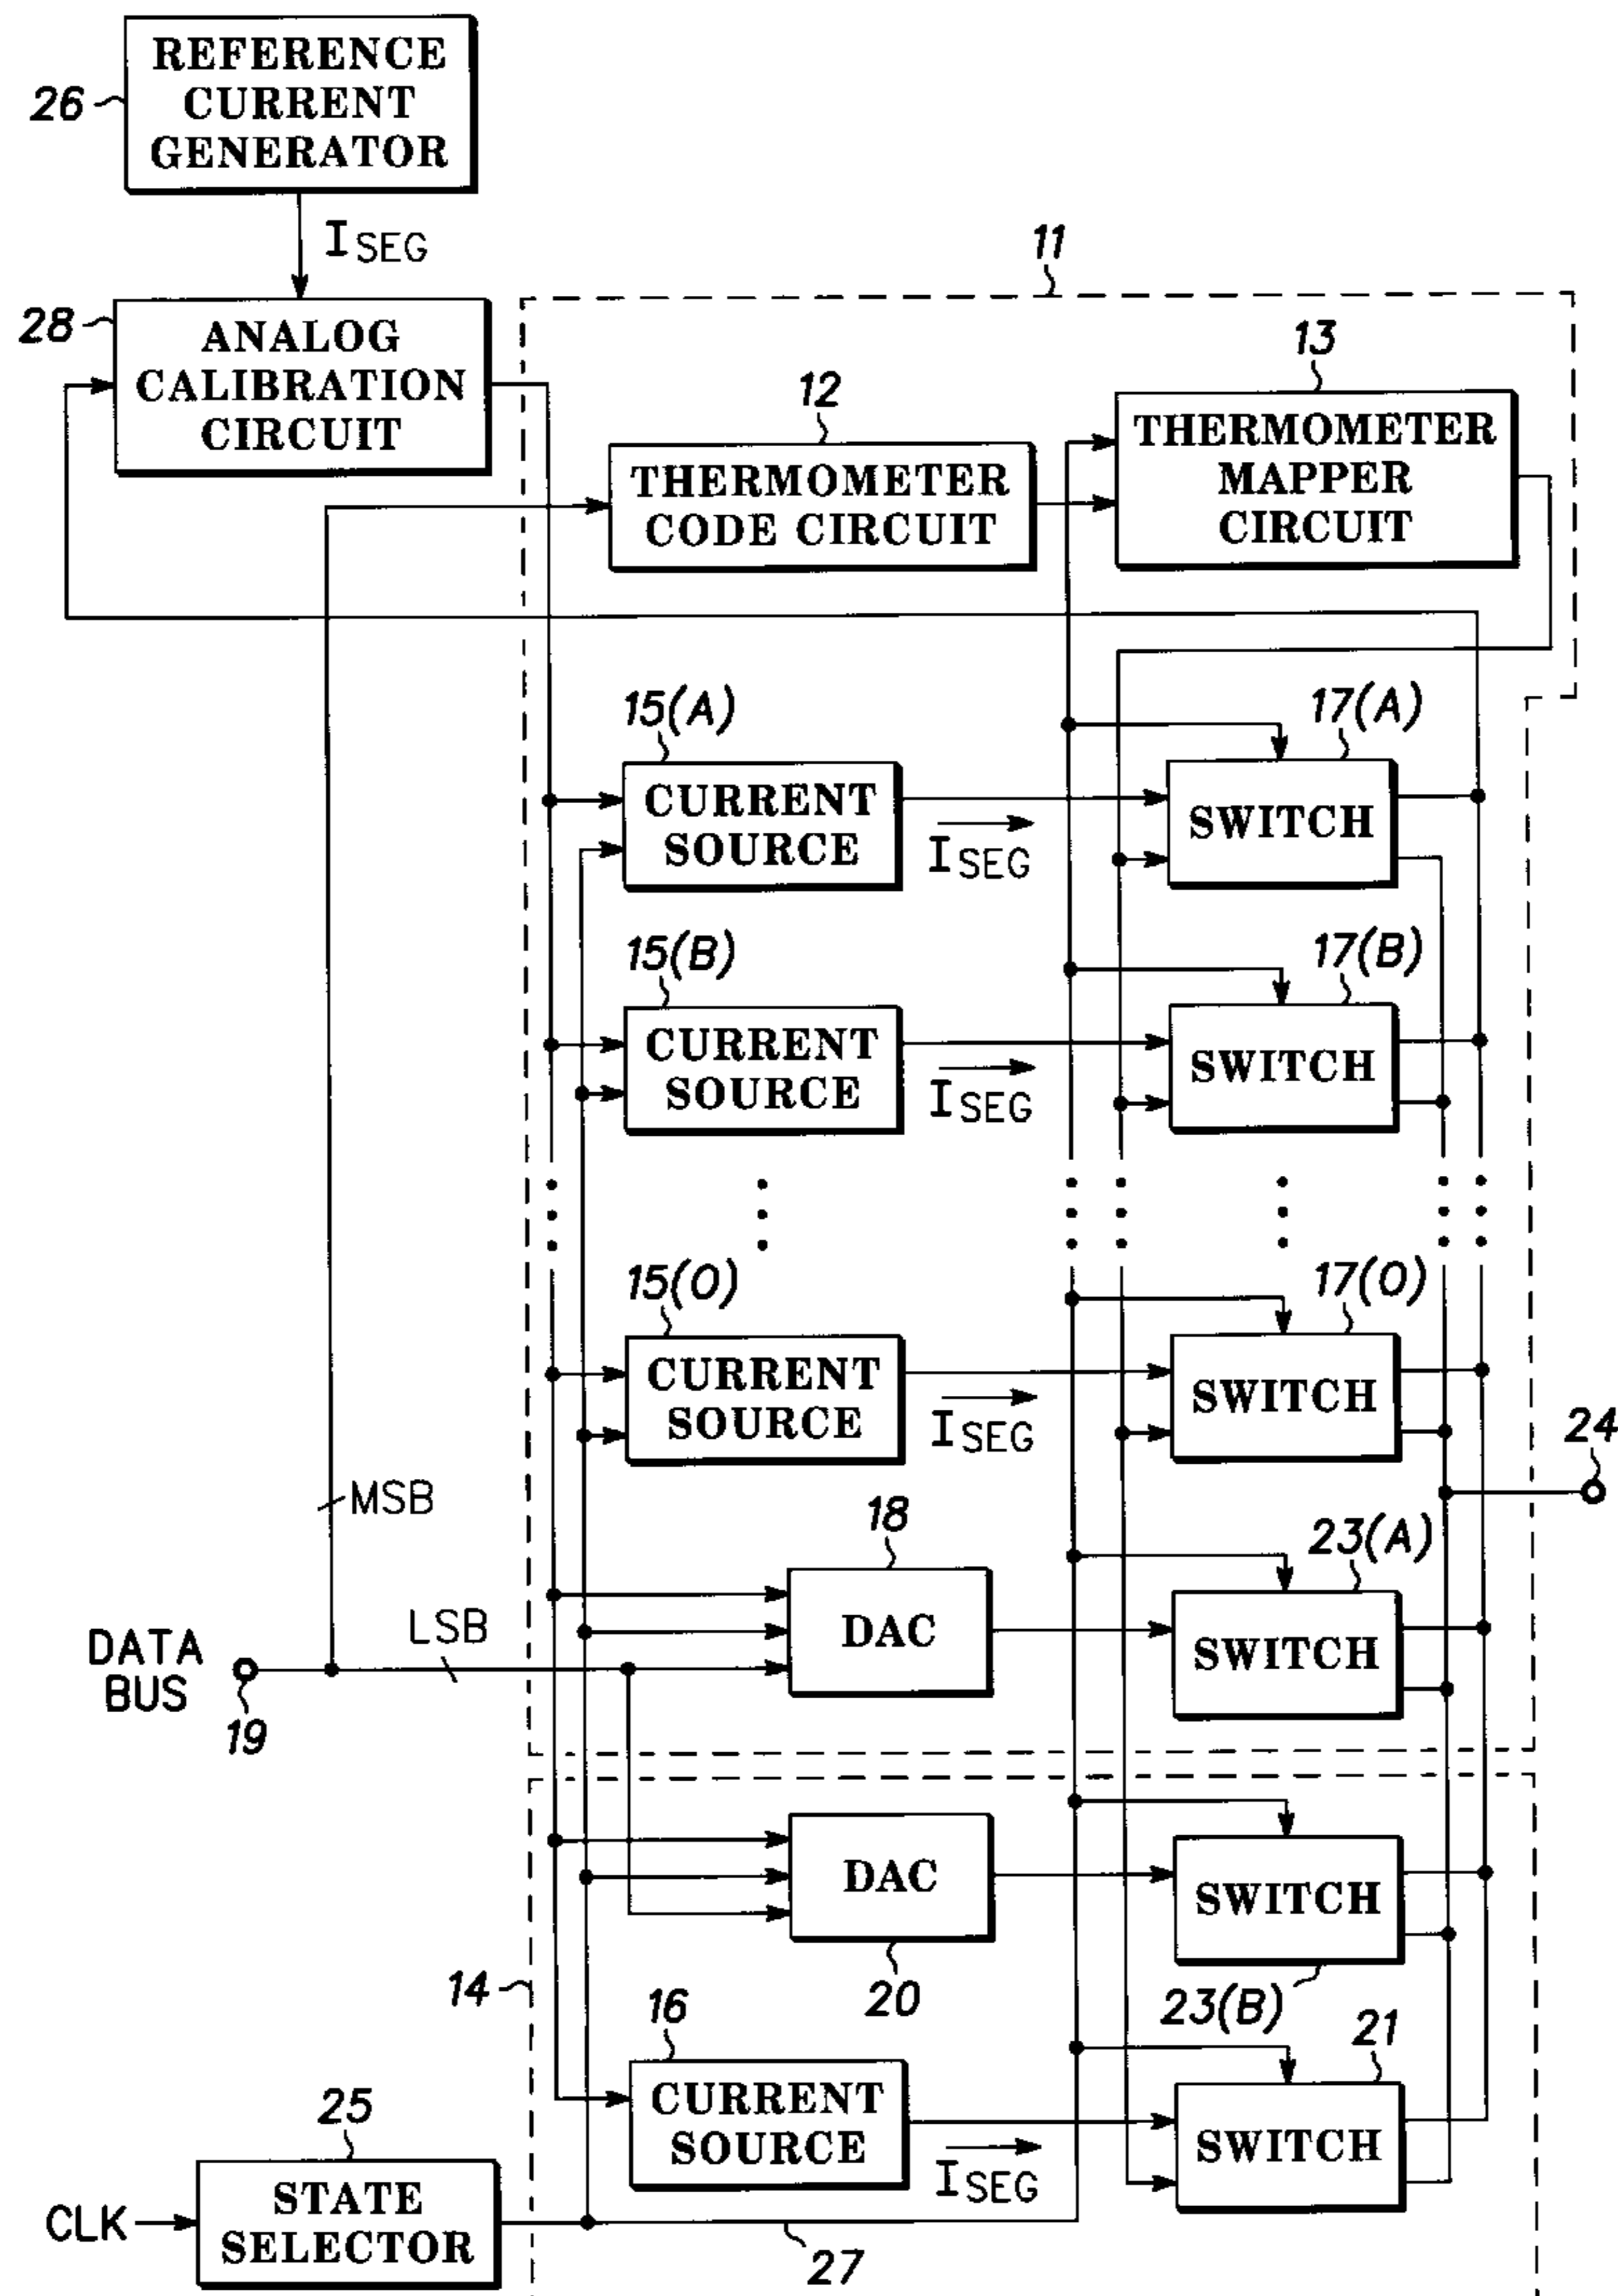 REFERENCE
CURRENT
GENERATOR
26
I SEG
11
28
ANALOG
CALIBRATION
CIRCUIT
12
THERMOMETER
CODE CIRCUIT
13
THERMOMETER
MAPPER
CIRCUIT
15(A)
CURRENT
SOURCE
I SEG
17(A)
SWITCH
15(B)
CURRENT
SOURCE
I SEG
17(B)
SWITCH
15(O)
CURRENT
SOURCE
I SEG
17(O)
SWITCH
24
MSB
18
DAC
23(A)
SWITCH
LSB
DATA
BUS
19
14
DAC
20
SWITCH
23(B)
16
CURRENT
SOURCE
I SEG
21
SWITCH
25
CLK
STATE
SELECTOR
27